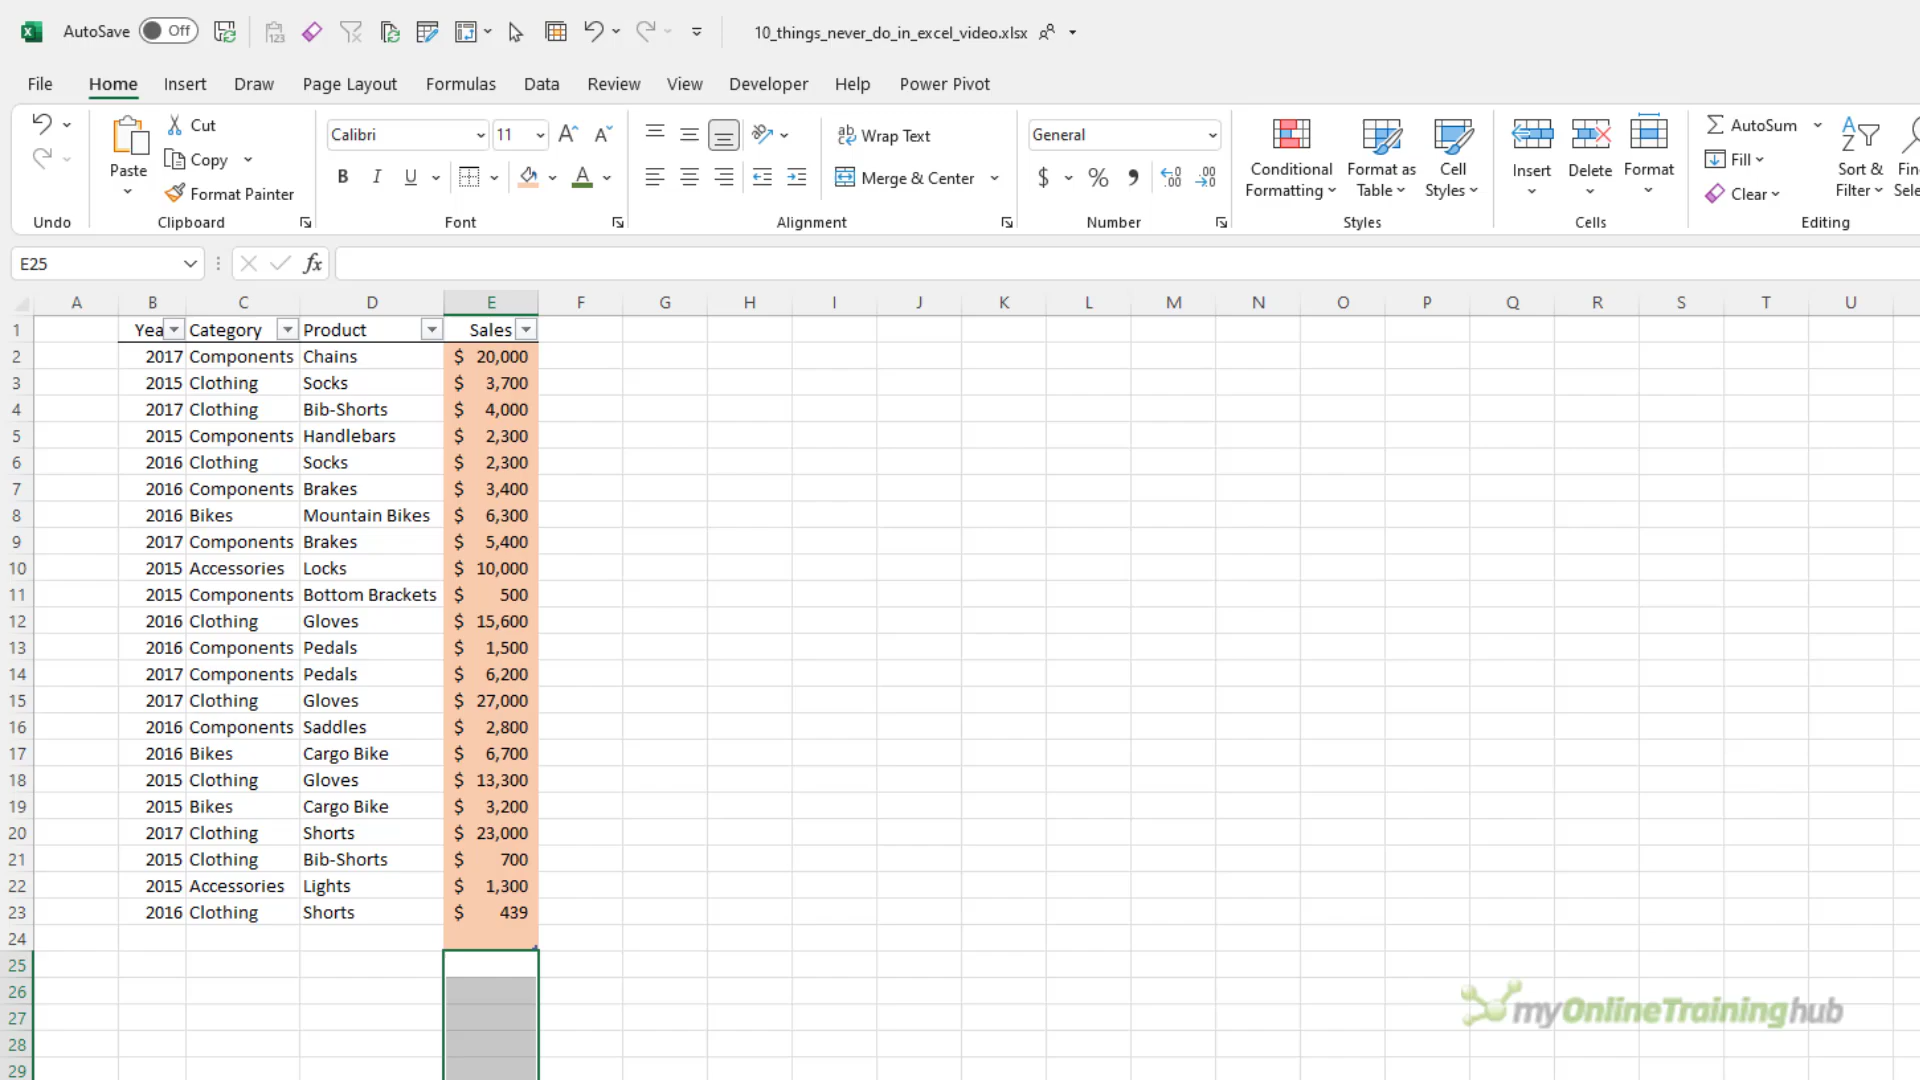 AutoSave Off 10_things_never_do_in_excel_video.xlsx
File Home Insert Draw Page Layout Formulas Data Review View Developer Help Power Pivot
Paste Cut Copy Format Painter
Calibri 11
B I U
Wrap Text
Merge & Center
General
$ % 9
Conditional Formatting
Format as Table
Cell Styles
Insert Delete Format
AutoSum
Fill
Clear
Sort & Filter
Undo Clipboard Font Alignment Number Styles Cells Editing
E25 fx
A B C D E F G H I J K L M N O P Q R S T U
1 Yea Category Product Sales
2 2017 Components Chains $ 20,000
3 2015 Clothing Socks $ 3,700
4 2017 Clothing Bib-Shorts $ 4,000
5 2015 Components Handlebars $ 2,300
6 2016 Clothing Socks $ 2,300
7 2016 Components Brakes $ 3,400
8 2016 Bikes Mountain Bikes $ 6,300
9 2017 Components Brakes $ 5,400
10 2015 Accessories Locks $ 10,000
11 2015 Components Bottom Brackets $ 500
12 2016 Clothing Gloves $ 15,600
13 2016 Components Pedals $ 1,500
14 2017 Components Pedals $ 6,200
15 2017 Clothing Gloves $ 27,000
16 2016 Components Saddles $ 2,800
17 2016 Bikes Cargo Bike $ 6,700
18 2015 Clothing Gloves $ 13,300
19 2015 Bikes Cargo Bike $ 3,200
20 2017 Clothing Shorts $ 23,000
21 2015 Clothing Bib-Shorts $ 700
22 2015 Accessories Lights $ 1,300
23 2016 Clothing Shorts $ 439
24
25
26
27
28
29
myOnlineTraininghub